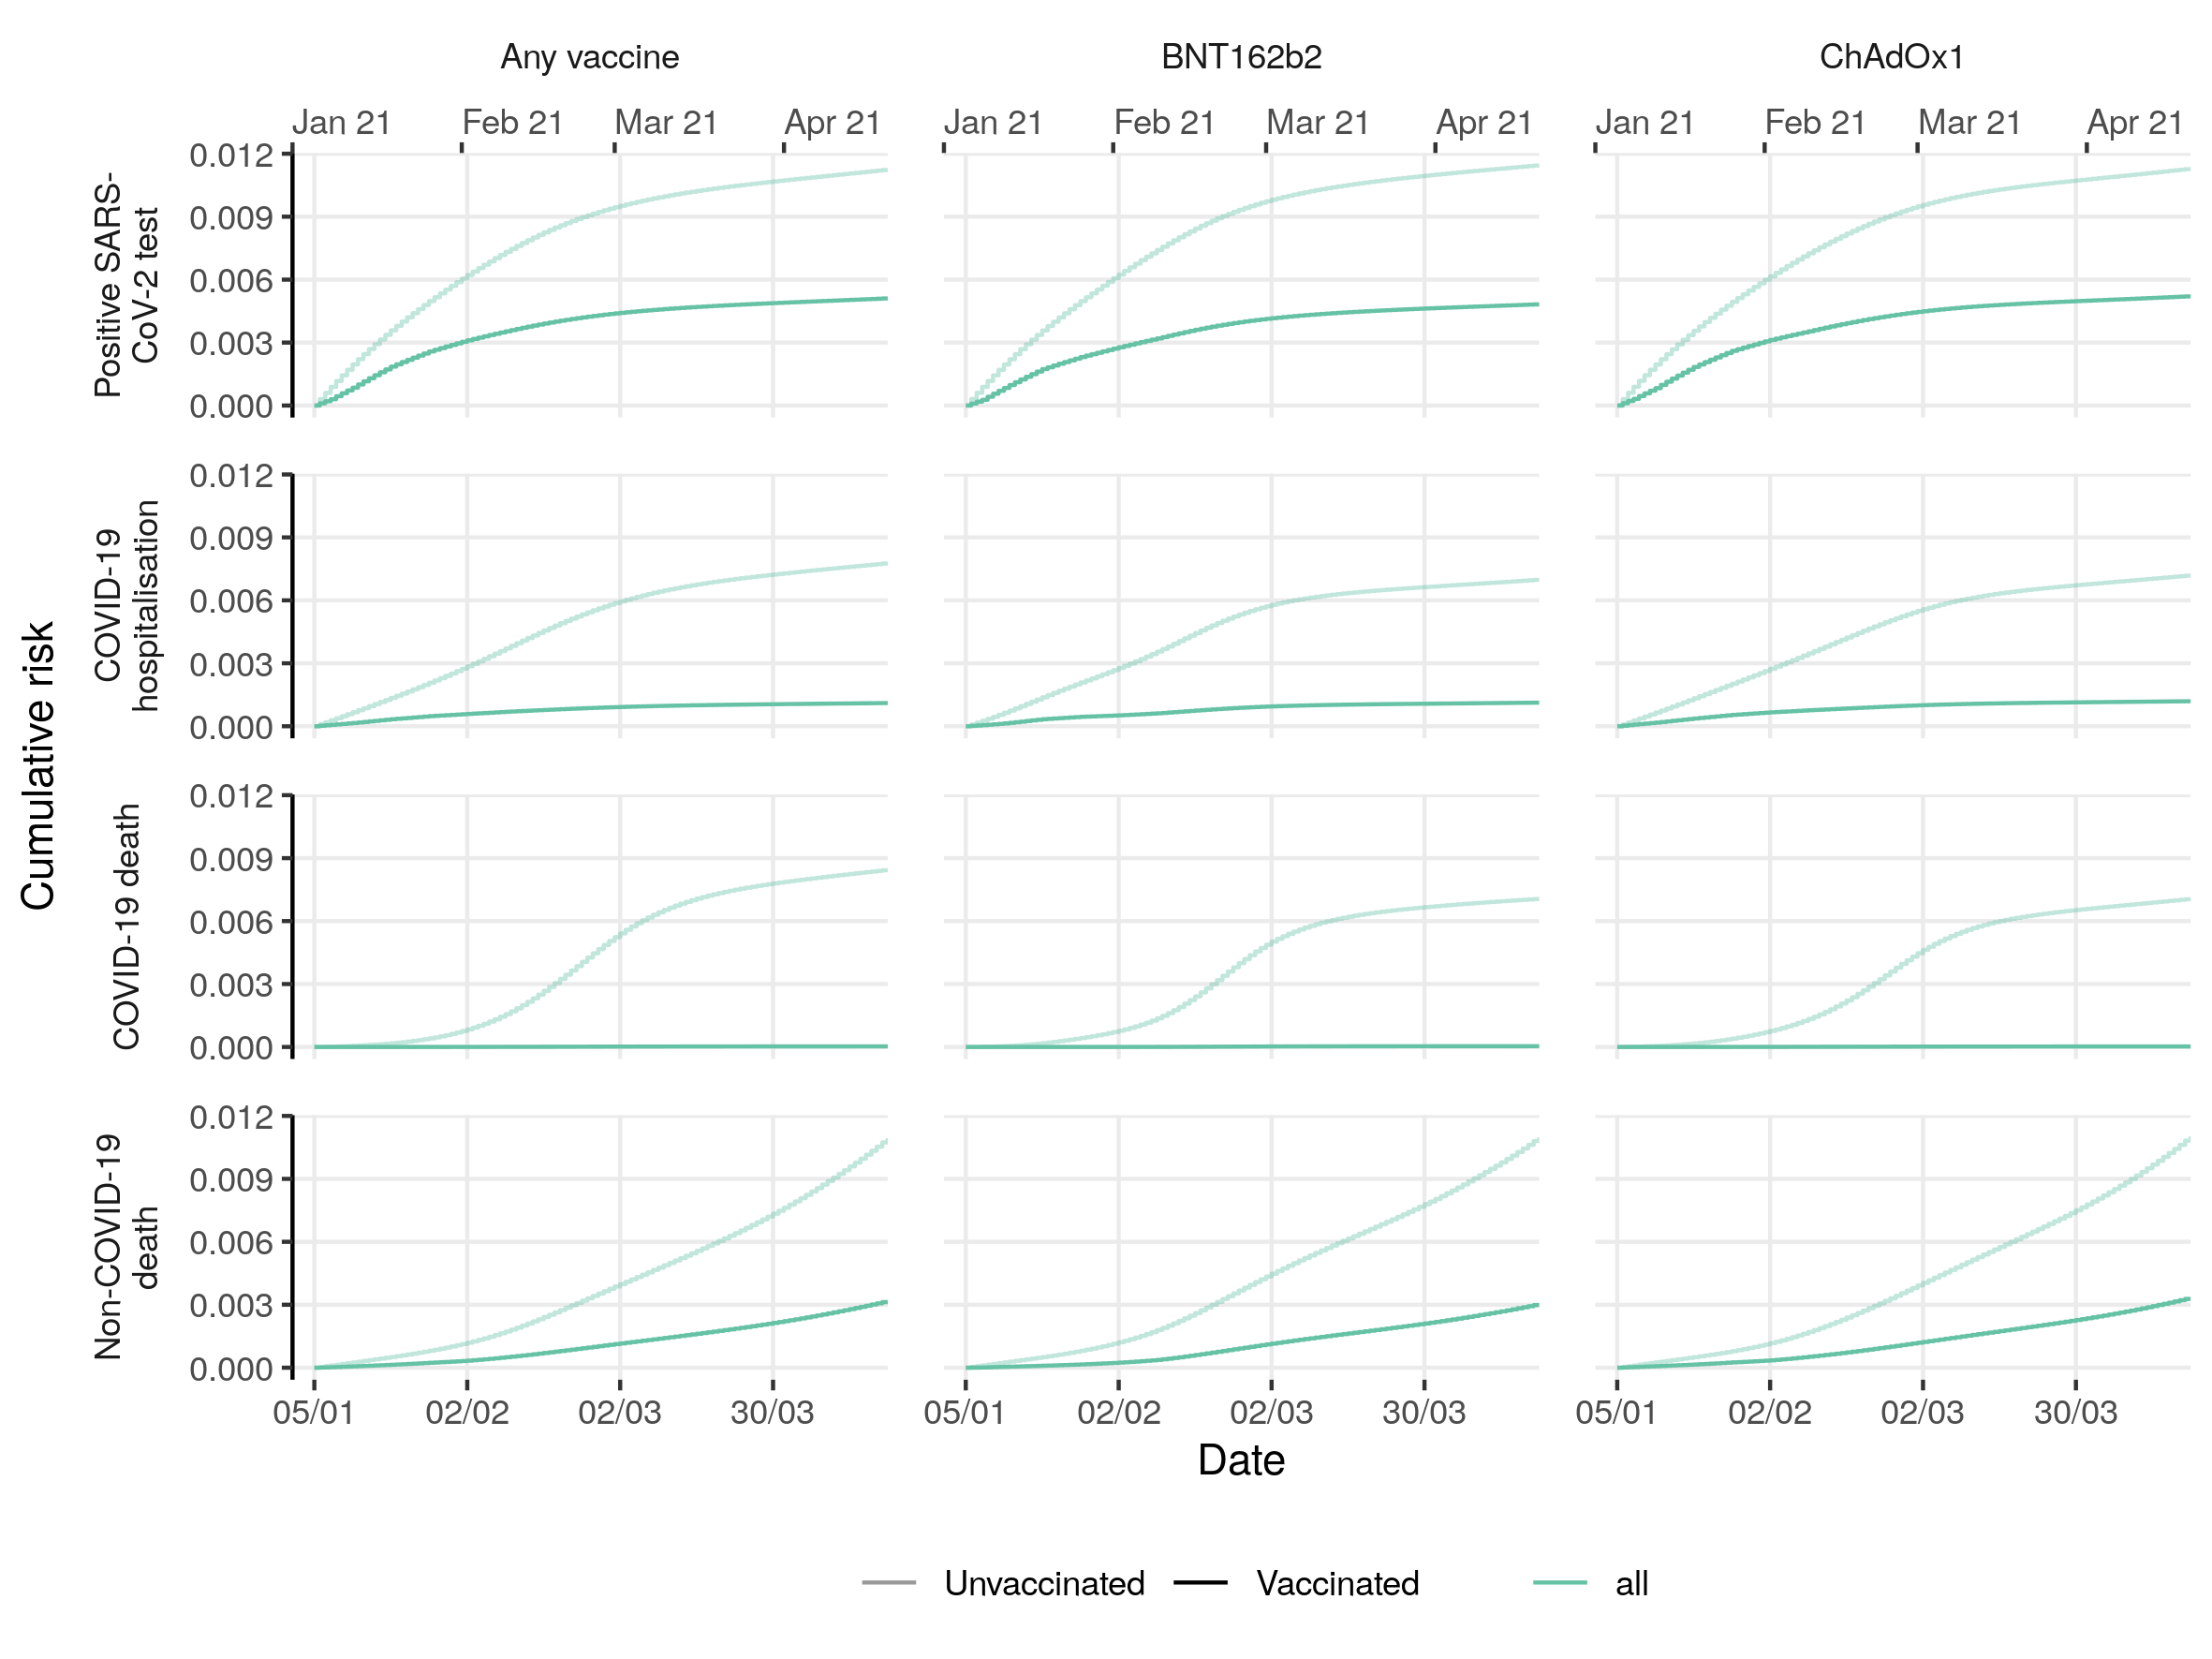 Any vaccine
BNT162b2
ChAdOx1
Jan 21
Feb 21
Mar 21
Apr 21
Jan 21
Feb 21
Mar 21
Apr 21
Jan 21
Feb 21
Mar 21
Apr 21
Cumulative risk
Positive SARS-
CoV-2 test
0.012
0.009
0.006
0.003
0.000
COVID-19
hospitalisation
0.012
0.009
0.006
0.003
0.000
COVID-19 death
0.012
0.009
0.006
0.003
0.000
Non-COVID-19
death
0.012
0.009
0.006
0.003
0.000
05/01
02/02
02/03
30/03
05/01
02/02
02/03
30/03
05/01
02/02
02/03
30/03
Date
Unvaccinated
Vaccinated
all